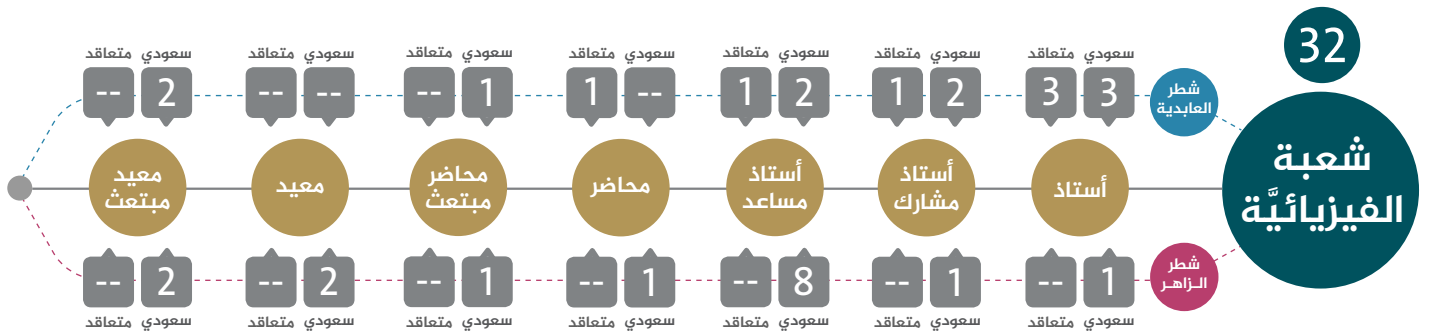 32
شعبة
الفيزيائيَّة
شطر
العابدية
سعودي متعاقد سعودي متعاقد سعودي متعاقد سعودي متعاقد سعودي متعاقد سعودي متعاقد سعودي متعاقد
3 3 2 1 2 1 -- 1 1 -- -- -- 2 --
أستاذ
أستاذ
مشارك
أستاذ
مساعد
محاضر
محاضر
مبتعث
معيد
معيد
مبتعث
شطر
الـزاهـر
1 -- 1 -- 8 -- 1 -- 1 -- 2 -- 2 --
سعودي متعاقد سعودي متعاقد سعودي متعاقد سعودي متعاقد سعودي متعاقد سعودي متعاقد سعودي متعاقد